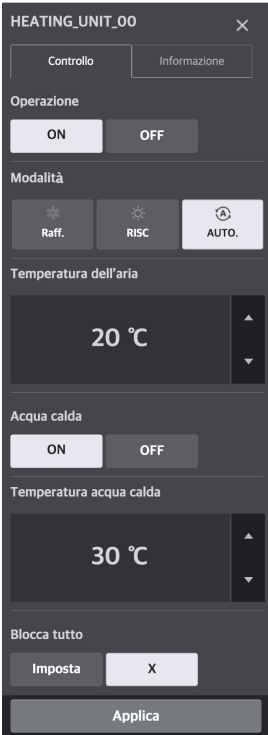 HEATING_UNIT_00 ×
Controllo Informazione
Operazione
ON OFF
Modalità
A
Raff. RISC AUTO.
Temperatura dell'aria
20 ℃
Acqua calda
ON OFF
Temperatura acqua calda
30 ℃
Blocca tutto
Imposta X
Applica